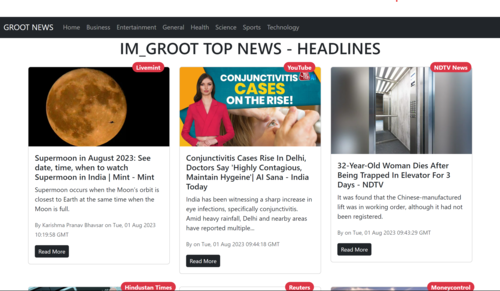 GROOT NEWS Home Business Entertainment General Health Science Sports Technology
IM_GROOT TOP NEWS - HEADLINES
Livemint
Supermoon in August 2023: See
date, time, when to watch
Supermoon in India | Mint - Mint
Supermoon occurs when the Moon's orbit is
closest to Earth at the same time when the
Moon is full.
By Karishma Pranav Bhavsar on Tue, 01 Aug 2023
10:19:58 GMT
Read More
YouTube
CONJUNCTIVITIS
CASES
ON THE RISE!
Conjunctivitis Cases Rise In Delhi,
Doctors Say 'Highly Contagious,
Maintain Hygeine'| AI Sana - India
Today
India has been witnessing a sharp increase in
eye infections, specifically conjunctivitis.
Amid heavy rainfall, Delhi and nearby areas
have reported multiple...
By on Tue, 01 Aug 2023 09:44:18 GMT
Read More
NDTV News
32-Year-Old Woman Dies After
Being Trapped In Elevator For 3
Days - NDTV
It was found that the Chinese-manufactured
lift was in working order, although it had not
been registered.
By on Tue, 01 Aug 2023 09:43:29 GMT
Read More
Hindustan Times
Reuters
Moneycontrol